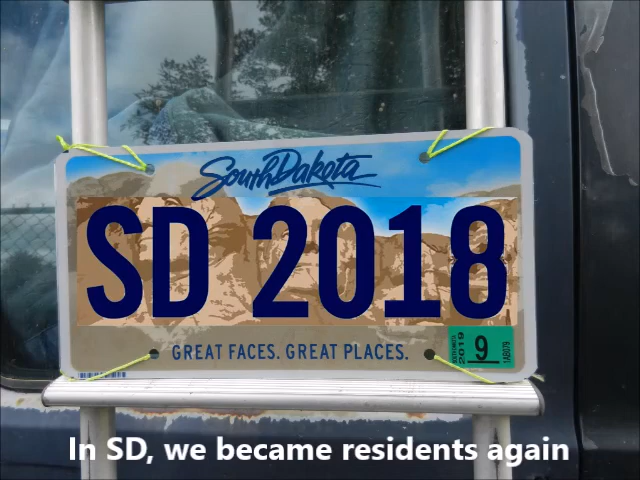 South Dakota
SD 2018
GREAT FACES. GREAT PLACES.
2019
9
In SD, we became residents again